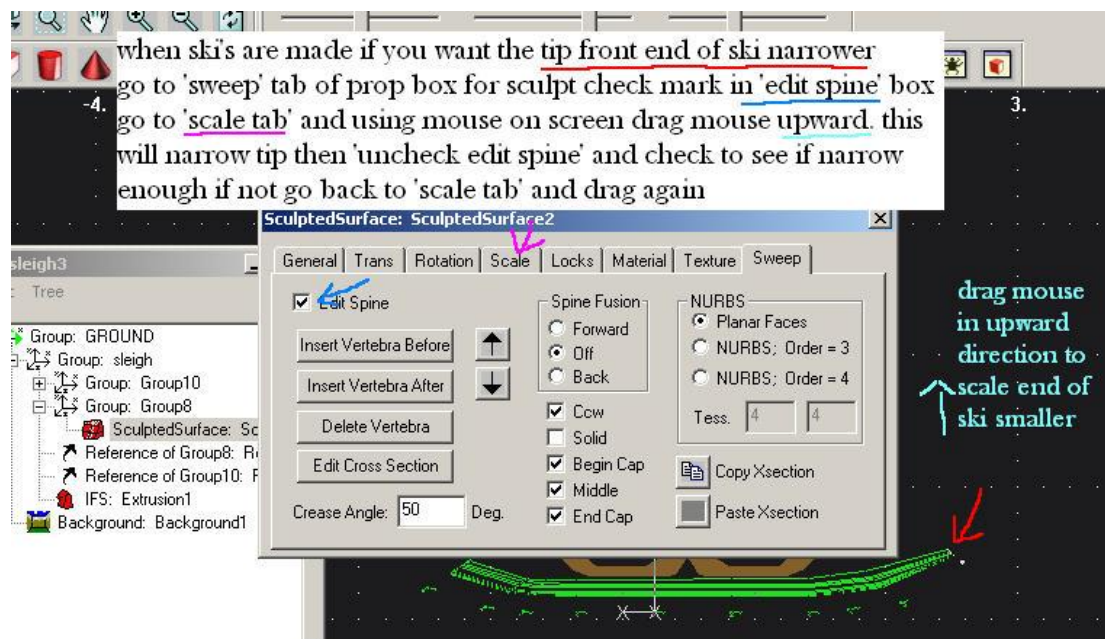 when ski's are made if you want the tip front end of ski narrower
go to 'sweep' tab of prop box for sculpt check mark in 'edit spine' box
go to 'scale tab' and using mouse on screen drag mouse upward. this
will narrow tip then 'uncheck edit spine' and check to see if narrow
enough if not go back to 'scale tab' and drag again
-4.
3.
SculptedSurface: SculptedSurface2
General Trans Rotation Scale Locks Material Texture Sweep
Edit Spine
Insert Vertebra Before
Insert Vertebra After
Delete Vertebra
Edit Cross Section
Crease Angle: 50 Deg.
Spine Fusion
Forward
Off
Back
Ccw
Solid
Begin Cap
Middle
End Cap
NURBS
Planar Faces
NURBS; Order = 3
NURBS; Order = 4
Tess. 4 4
Copy Xsection
Paste Xsection
sleigh3
Tree
Group: GROUND
Group: sleigh
Group: Group10
Group: Group8
SculptedSurface: Sc
Reference of Group8: R
Reference of Group10: F
IFS: Extrusion1
Background: Background1
drag mouse
in upward
direction to
scale end of
ski smaller